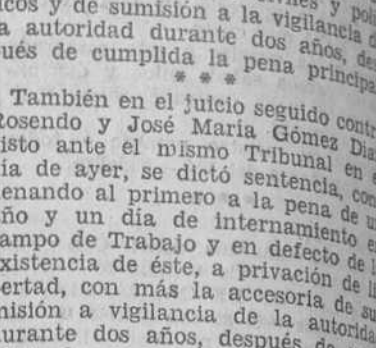 icos y de sumisión a la vigilancia d
a autoridad durante dos años, des
ués de cumplida la pena principa
* * *
También en el juicio seguido contr
Rosendo y José María Gómez Dia
isto ante el mismo Tribunal en e
ía de ayer, se dictó sentencia, con
enando al primero a la pena de u
ño y un día de internamiento e
ampo de Trabajo y en defecto de l
xistencia de éste, a privación de li
ertad, con más la accesoria de su
misión a vigilancia de la autorida
urante dos años, después de